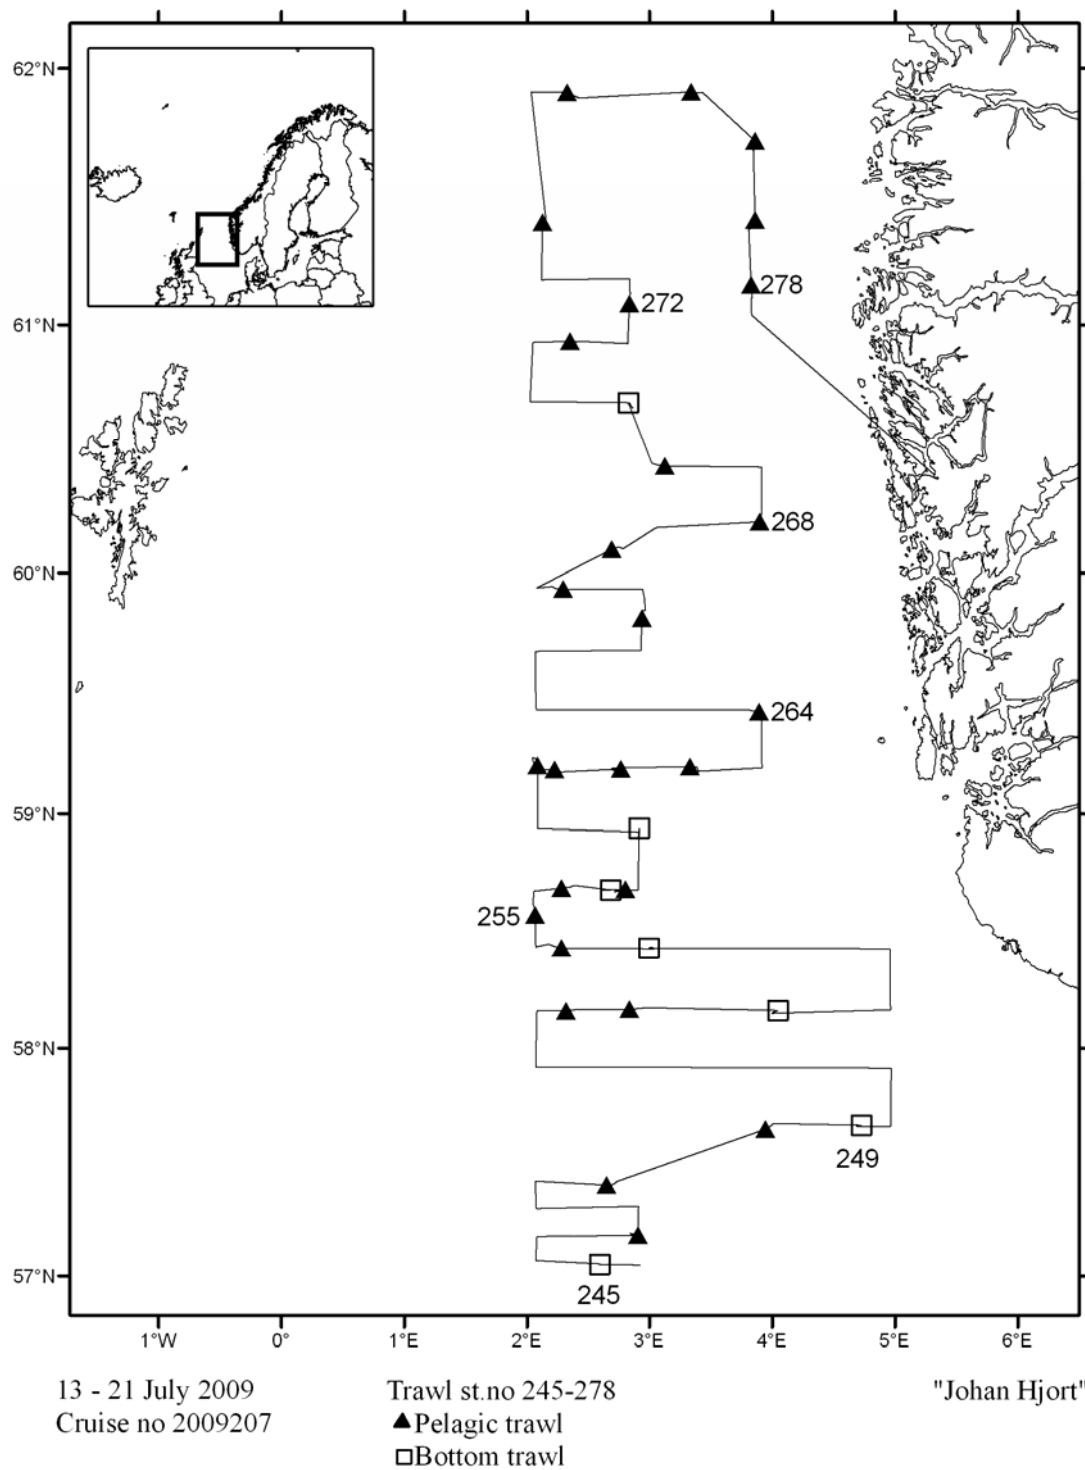 62°N
278
272
61°N
268
60°N
264
59°N
255
58°N
249
57°N
245
1°W 0° 1°E 2°E 3°E 4°E 5°E 6°E
13 - 21 July 2009 Trawl st.no 245-278 "Johan Hjort"
Cruise no 2009207 Pelagic trawl
Bottom trawl